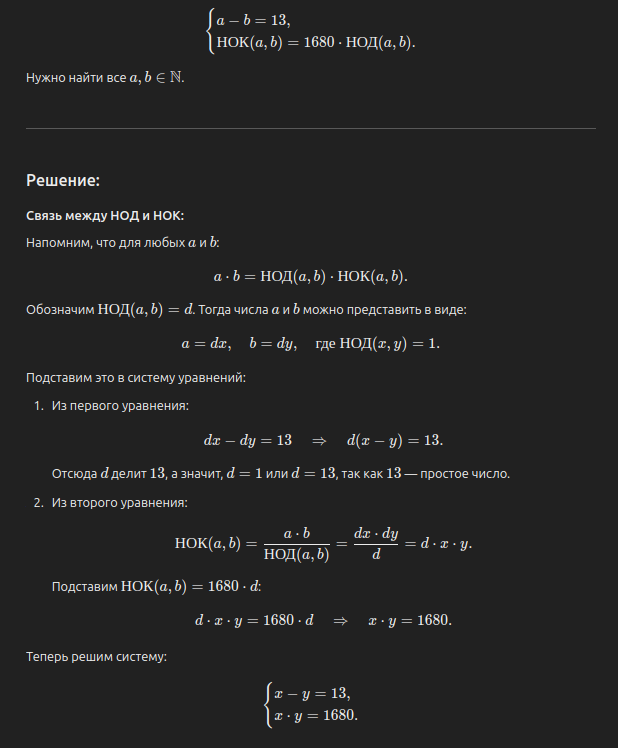 { a − b = 13,
НОК(a, b) = 1680 · НОД(a, b).
Нужно найти все a, b ∈ ℕ.
Решение:
Связь между НОД и НОК:
Напомним, что для любых a и b:
a · b = НОД(a, b) · НОК(a, b).
Обозначим НОД(a, b) = d. Тогда числа a и b можно представить в виде:
a = dx, b = dy, где НОД(x, y) = 1.
Подставим это в систему уравнений:
1. Из первого уравнения:
dx − dy = 13 ⇒ d(x − y) = 13.
Отсюда d делит 13, а значит, d = 1 или d = 13, так как 13 — простое число.
2. Из второго уравнения:
НОК(a, b) = a · b / НОД(a, b) = dx · dy / d = d · x · y.
Подставим НОК(a, b) = 1680 · d:
d · x · y = 1680 · d ⇒ x · y = 1680.
Теперь решим систему:
{ x − y = 13,
x · y = 1680.